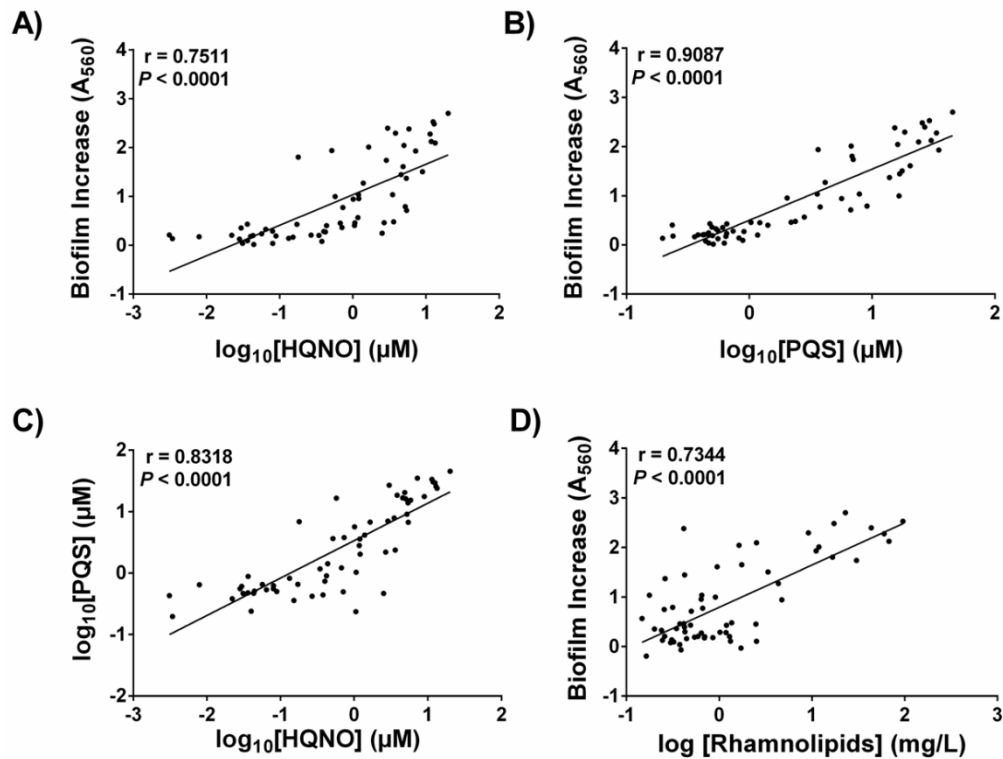 A)
r = 0.7511
P < 0.0001
Biofilm Increase (A560)
4
3
2
1
0
-1
-3
-2
-1
0
1
2
log10[HQNO] (µM)
B)
r = 0.9087
P < 0.0001
Biofilm Increase (A560)
4
3
2
1
0
-1
-1
0
1
2
log10[PQS] (µM)
C)
r = 0.8318
P < 0.0001
log10[PQS] (µM)
2
1
0
-1
-2
-3
-2
-1
0
1
2
log10[HQNO] (µM)
D)
r = 0.7344
P < 0.0001
Biofilm Increase (A560)
4
3
2
1
0
-1
-1
0
1
2
3
log [Rhamnolipids] (mg/L)